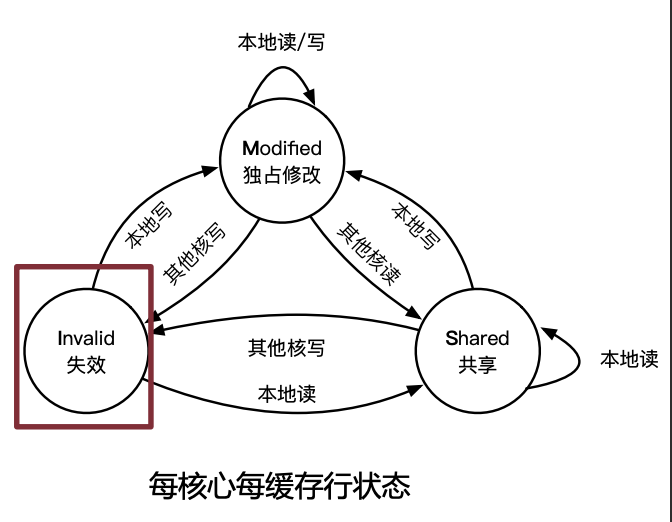 本地读/写
Modified
独占修改
本地写
其他核写
其他核读
本地写
Invalid
失效
其他核写
本地读
Shared
共享
本地读
每核心每缓存行状态